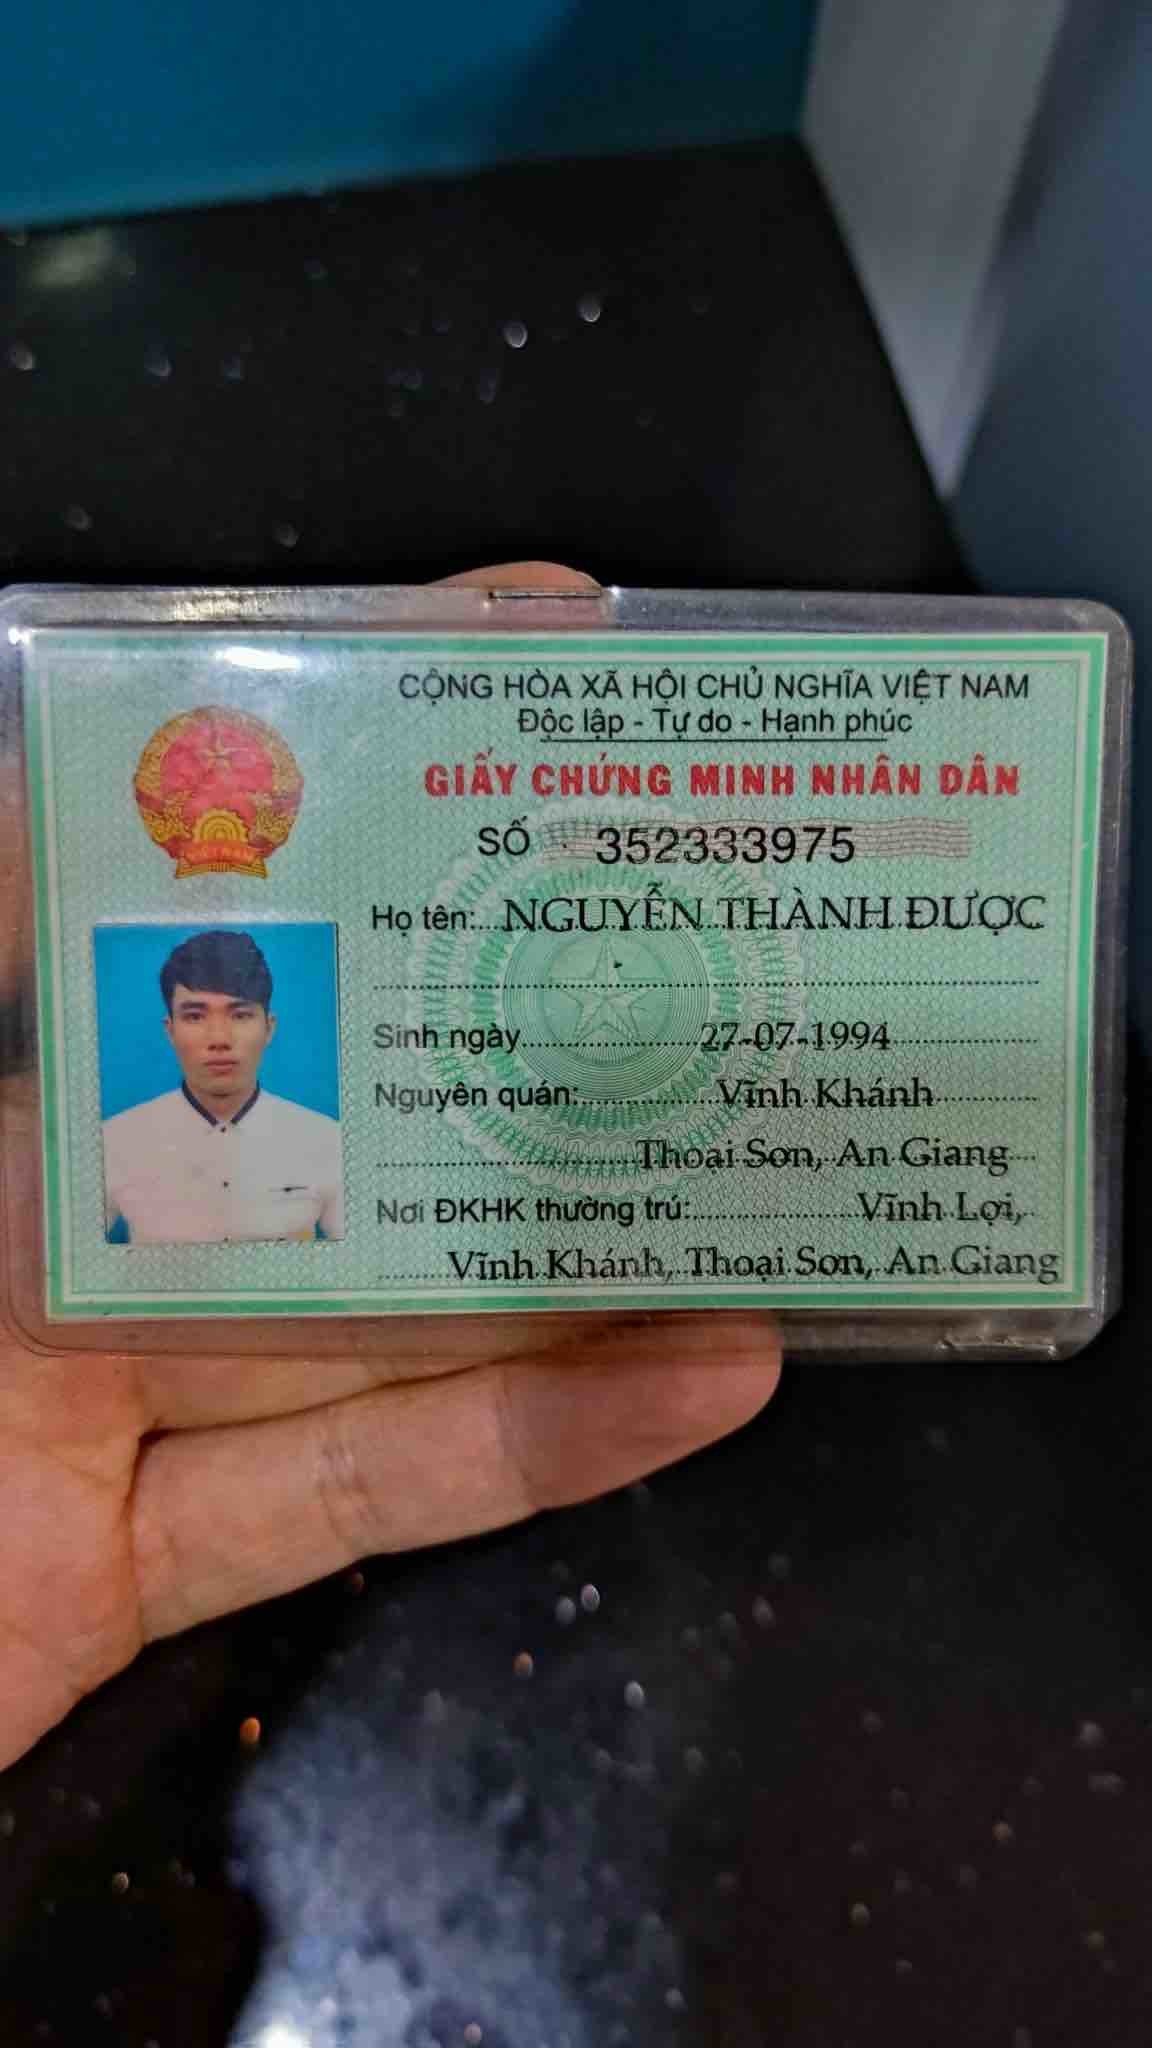 CỘNG HÒA XÃ HỘI CHỦ NGHĨA VIỆT NAM
Độc lập - Tự do - Hạnh phúc
GIẤY CHỨNG MINH NHÂN DÂN
SỐ 352333975
VIỆT NAM
Họ tên: NGUYỄN THÀNH ĐƯỢC
Sinh ngày 27-07-1994
Nguyên quán: Vĩnh Khánh
Thoại Sơn, An Giang
Nơi ĐKHK thường trú: Vĩnh Lợi,
Vĩnh Khánh, Thoại Sơn, An Giang